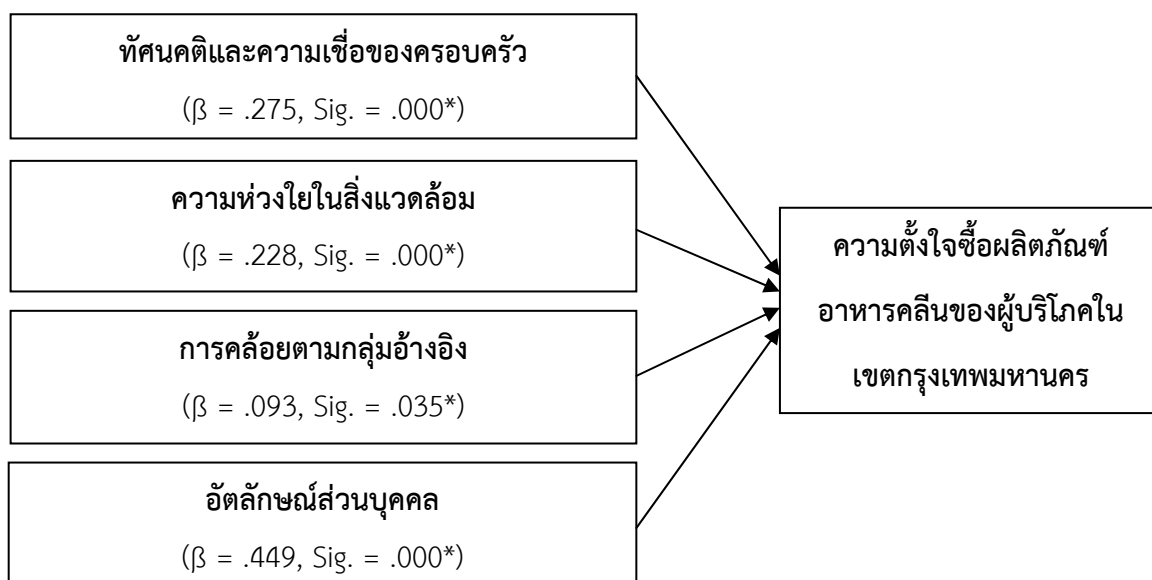 ทัศนคติและความเชื่อของครอบครัว
(β = .275, Sig. = .000*)
ความห่วงใยในสิ่งแวดล้อม
(β = .228, Sig. = .000*)
การคล้อยตามกลุ่มอ้างอิง
(β = .093, Sig. = .035*)
อัตลักษณ์ส่วนบุคคล
(β = .449, Sig. = .000*)
ความตั้งใจซื้อผลิตภัณฑ์
อาหารคลีนของผู้บริโภคใน
เขตกรุงเทพมหานคร